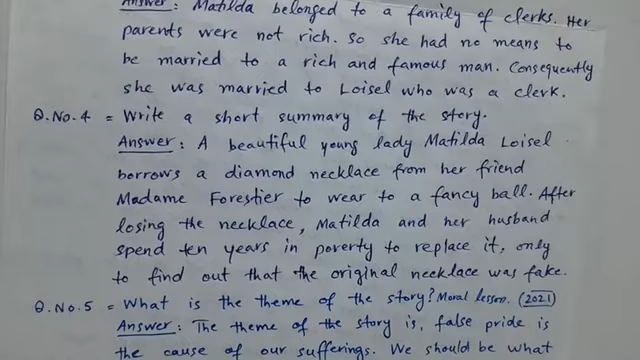 Answer : Matilda belonged to a family of clerks. Her
parents were not rich. So she had no means to
be married to a rich and famous man. Consequently
she was married to Loisel who was a clerk.
Q.No.4 = Write a short summary of the story.
Answer : A beautiful young lady Matilda Loisel
borrows a diamond necklace from her friend
Madame Forestier to wear to a fancy ball. After
losing the necklace, Matilda and her husband
spend ten years in poverty to replace it, only
to find out that the original necklace was fake.
Q.No.5 = What is the theme of the story? Moral lesson. (2021)
Answer : The theme of the story is, false pride is
the cause of our sufferings. We should be what